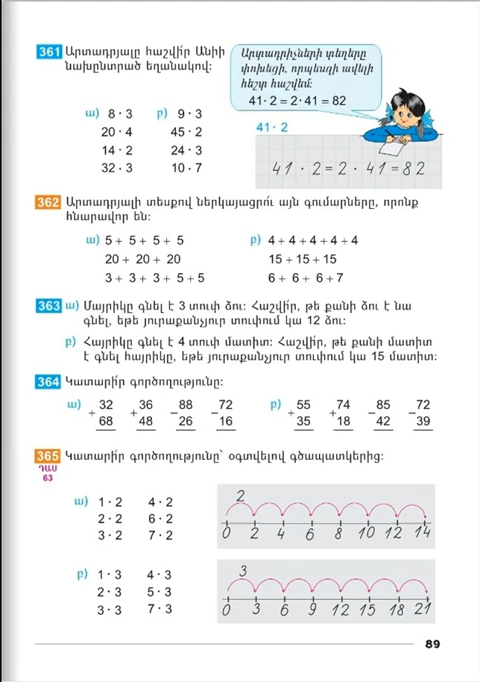 361 Արտադրյալը հաշվի՛ր Անիի
նախընտրած եղանակով:
Արտադրիչների տեղերը
փոխեցի, որպեսզի ավելի
հեշտ հաշվեմ:
41 · 2 = 2 · 41 = 82
ա) 8 · 3 բ) 9 · 3
20 · 4 45 · 2
14 · 2 24 · 3
32 · 3 10 · 7
41 · 2
41 · 2 = 2 · 41 = 82
362 Արտադրյալի տեսքով ներկայացրո՛ւ այն գումարները, որոնք
հնարավոր են:
ա) 5 + 5 + 5 + 5 բ) 4 + 4 + 4 + 4 + 4
20 + 20 + 20 15 + 15 + 15
3 + 3 + 3 + 5 + 5 6 + 6 + 6 + 7
363 ա) Մայրիկը գնել է 3 տուփ ձու: Հաշվի՛ր, թե քանի ձու է նա
գնել, եթե յուրաքանչյուր տուփում կա 12 ձու:
բ) Հայրիկը գնել է 4 տուփ մատիտ: Հաշվի՛ր, թե քանի մատիտ
է գնել հայրիկը, եթե յուրաքանչյուր տուփում կա 15 մատիտ:
364 Կատարի՛ր գործողությունը:
ա) + 32 + 36 − 88 − 72 բ) + 55 + 74 − 85 − 72
68 48 26 16 35 18 42 39
365 Կատարի՛ր գործողությունը՝ օգտվելով գծապատկերից:
ԴԱՍ
63
ա) 1 · 2 4 · 2
2 · 2 6 · 2
3 · 2 7 · 2
2
0 2 4 6 8 10 12 14
բ) 1 · 3 4 · 3
2 · 3 5 · 3
3 · 3 7 · 3
3
0 3 6 9 12 15 18 21
89